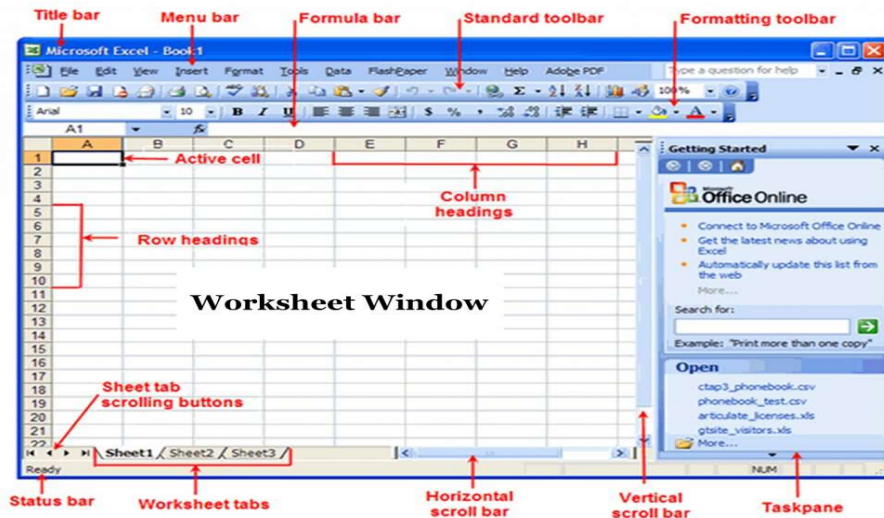 Title bar
Menu bar
Formula bar
Standard toolbar
Formatting toolbar
Microsoft Excel - Book1
File Edit View Insert Format Tools Data FlashPaper Window Help Adobe PDF Type a question for help
100%
Arial 10 B I U $ % ,
A1 fx
A B C D E F G H
Getting Started
1
Active cell
2
3
Column
headings
4
5
6
7
Row headings
8
9
10
11
12
13
14
15
16
17
18
19
20
21
22
Worksheet Window
Microsoft
Office Online
Connect to Microsoft Office Online
Get the latest news about using
Excel
Automatically update this list from
the web
More...
Search for:
Example: "Print more than one copy"
Open
ctap3_phonebook.csv
phonebook_test.csv
articulate_licenses.xls
gtsite_visitors.xls
More...
Sheet tab
scrolling buttons
Sheet1 Sheet2 Sheet3
Ready
NUM
Status bar
Worksheet tabs
Horizontal
scroll bar
Vertical
scroll bar
Taskpane